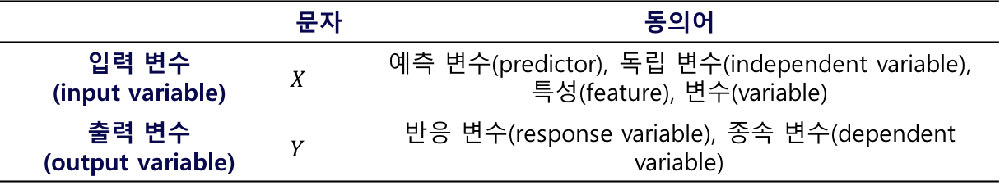 문자 동의어
입력 변수
(input variable)
X
예측 변수(predictor), 독립 변수(independent variable),
특성(feature), 변수(variable)
출력 변수
(output variable)
Y
반응 변수(response variable), 종속 변수(dependent
variable)